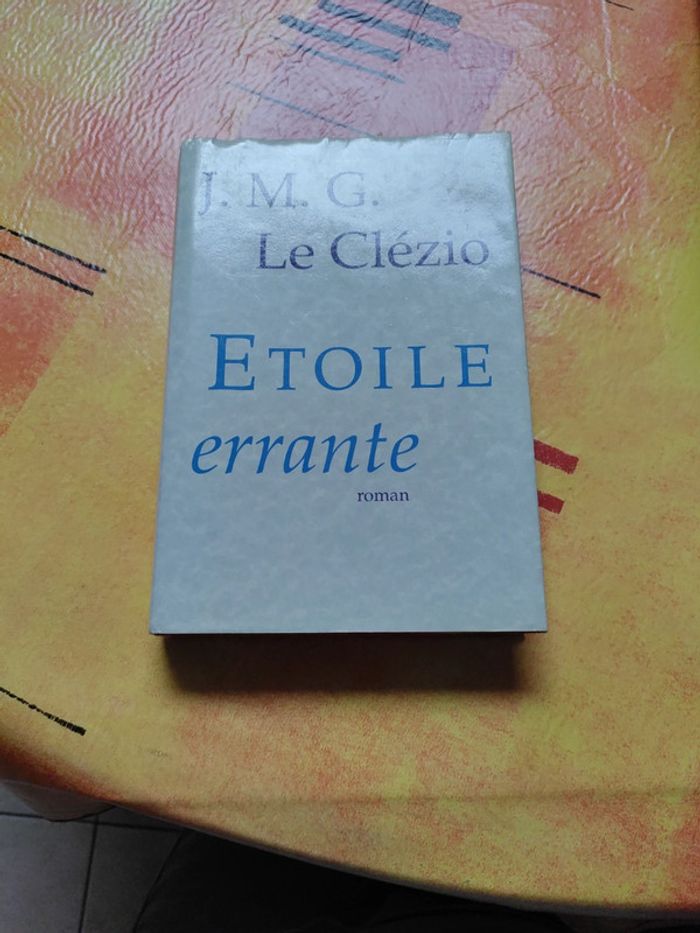 J. M. G.
Le Clézio
ETOILE
errante
roman